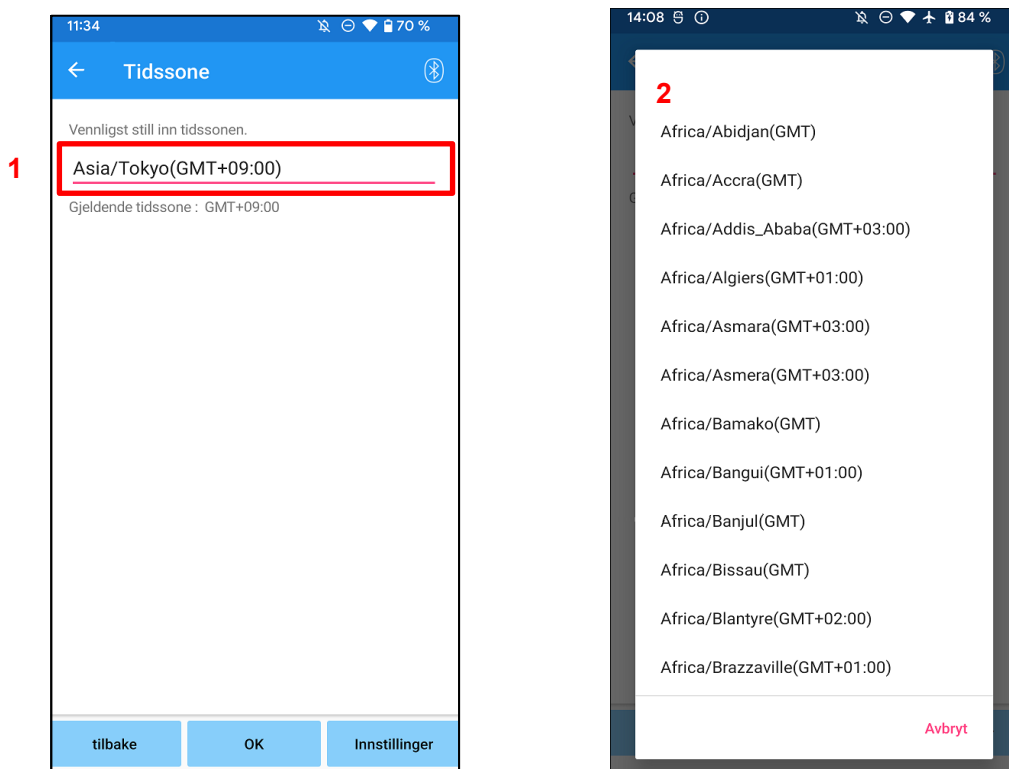 11:34
70 %
Tidssone
Vennligst still inn tidssonen.
1
Asia/Tokyo(GMT+09:00)
Gjeldende tidssone : GMT+09:00
tilbake
OK
Innstillinger
14:08
84 %
2
Africa/Abidjan(GMT)
Africa/Accra(GMT)
Africa/Addis_Ababa(GMT+03:00)
Africa/Algiers(GMT+01:00)
Africa/Asmara(GMT+03:00)
Africa/Asmera(GMT+03:00)
Africa/Bamako(GMT)
Africa/Bangui(GMT+01:00)
Africa/Banjul(GMT)
Africa/Bissau(GMT)
Africa/Blantyre(GMT+02:00)
Africa/Brazzaville(GMT+01:00)
Avbryt